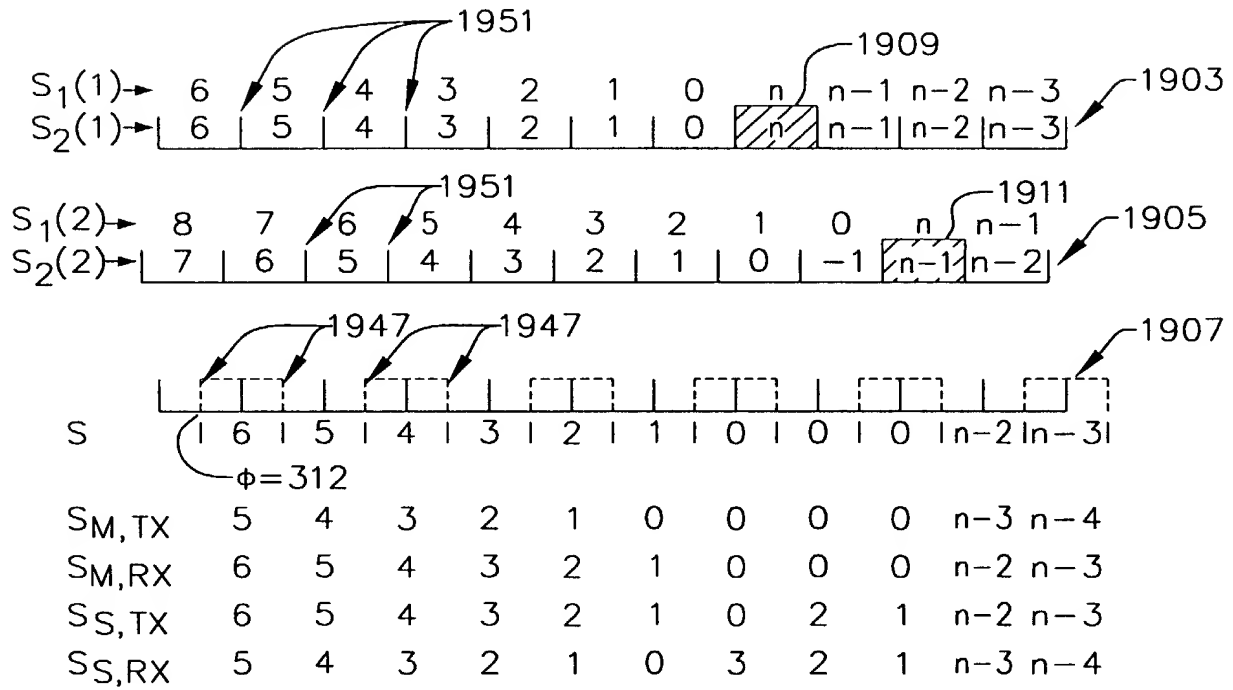 1951
1909
S1(1) 6 5 4 3 2 1 0 n n-1 n-2 n-3 1903
S2(1) 6 5 4 3 2 1 0 n n-1 n-2 n-3
1951
1911
S1(2) 8 7 6 5 4 3 2 1 0 n n-1 1905
S2(2) 7 6 5 4 3 2 1 0 -1 n-1 n-2
1947 1947 1907
S 6 5 4 3 2 1 0 0 0 n-2 n-3
Φ=312
SM,TX 5 4 3 2 1 0 0 0 0 n-3 n-4
SM,RX 6 5 4 3 2 1 0 0 0 n-2 n-3
SS,TX 6 5 4 3 2 1 0 2 1 n-2 n-3
SS,RX 5 4 3 2 1 0 3 2 1 n-3 n-4